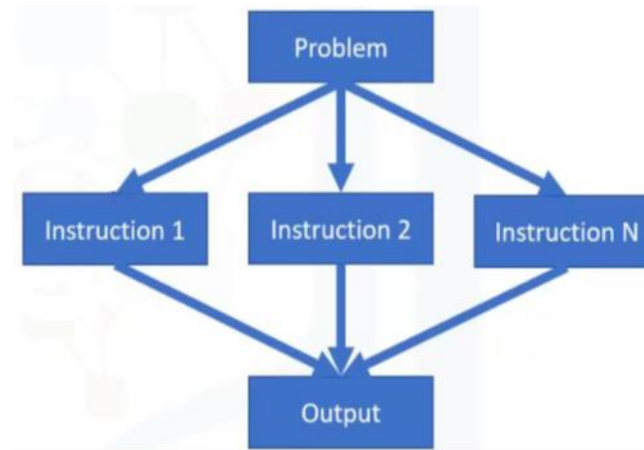 Problem
Instruction 1
Instruction 2
Instruction N
Output